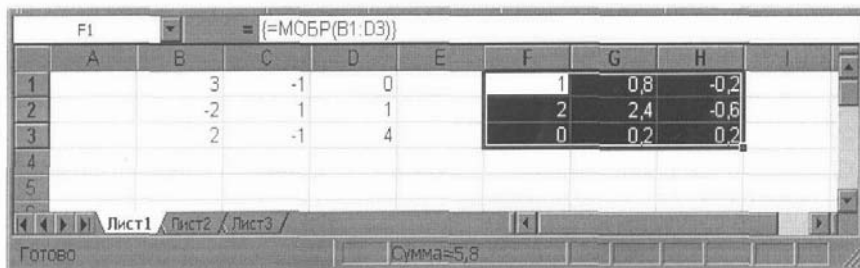 F1 = {=МОБР(B1:D3)}
A B C D E F G H I
1 3 -1 0 1 0,8 -0,2
2 -2 1 1 2 2,4 -0,6
3 2 -1 4 0 0,2 0,2
4
5
Лист1 Лист2 Лист3
Готово Сумма=5,8